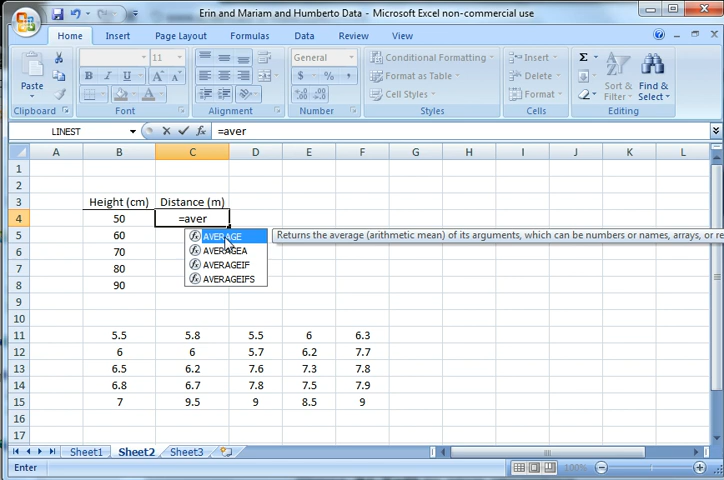 Erin and Mariam and Humberto Data - Microsoft Excel non-commercial use
Home Insert Page Layout Formulas Data Review View
Paste
Clipboard
11
B I U
Font
Alignment
General
$ % ,
Number
Conditional Formatting
Format as Table
Cell Styles
Styles
Insert
Delete
Format
Cells
Σ
Sort & Filter
Find & Select
Editing
LINEST
fx
=aver
A B C D E F G H I J K L
1
2
3 Height (cm) Distance (m)
4 50 =aver
5 60 AVERAGE Returns the average (arithmetic mean) of its arguments, which can be numbers or names, arrays, or re
6 70 AVERAGEA
7 80 AVERAGEIF
8 90 AVERAGEIFS
9
10
11 5.5 5.8 5.5 6 6.3
12 6 6 5.7 6.2 7.7
13 6.5 6.2 7.6 7.3 7.8
14 6.8 6.7 7.8 7.5 7.9
15 7 9.5 9 8.5 9
16
17
Sheet1 Sheet2 Sheet3
Enter 100%